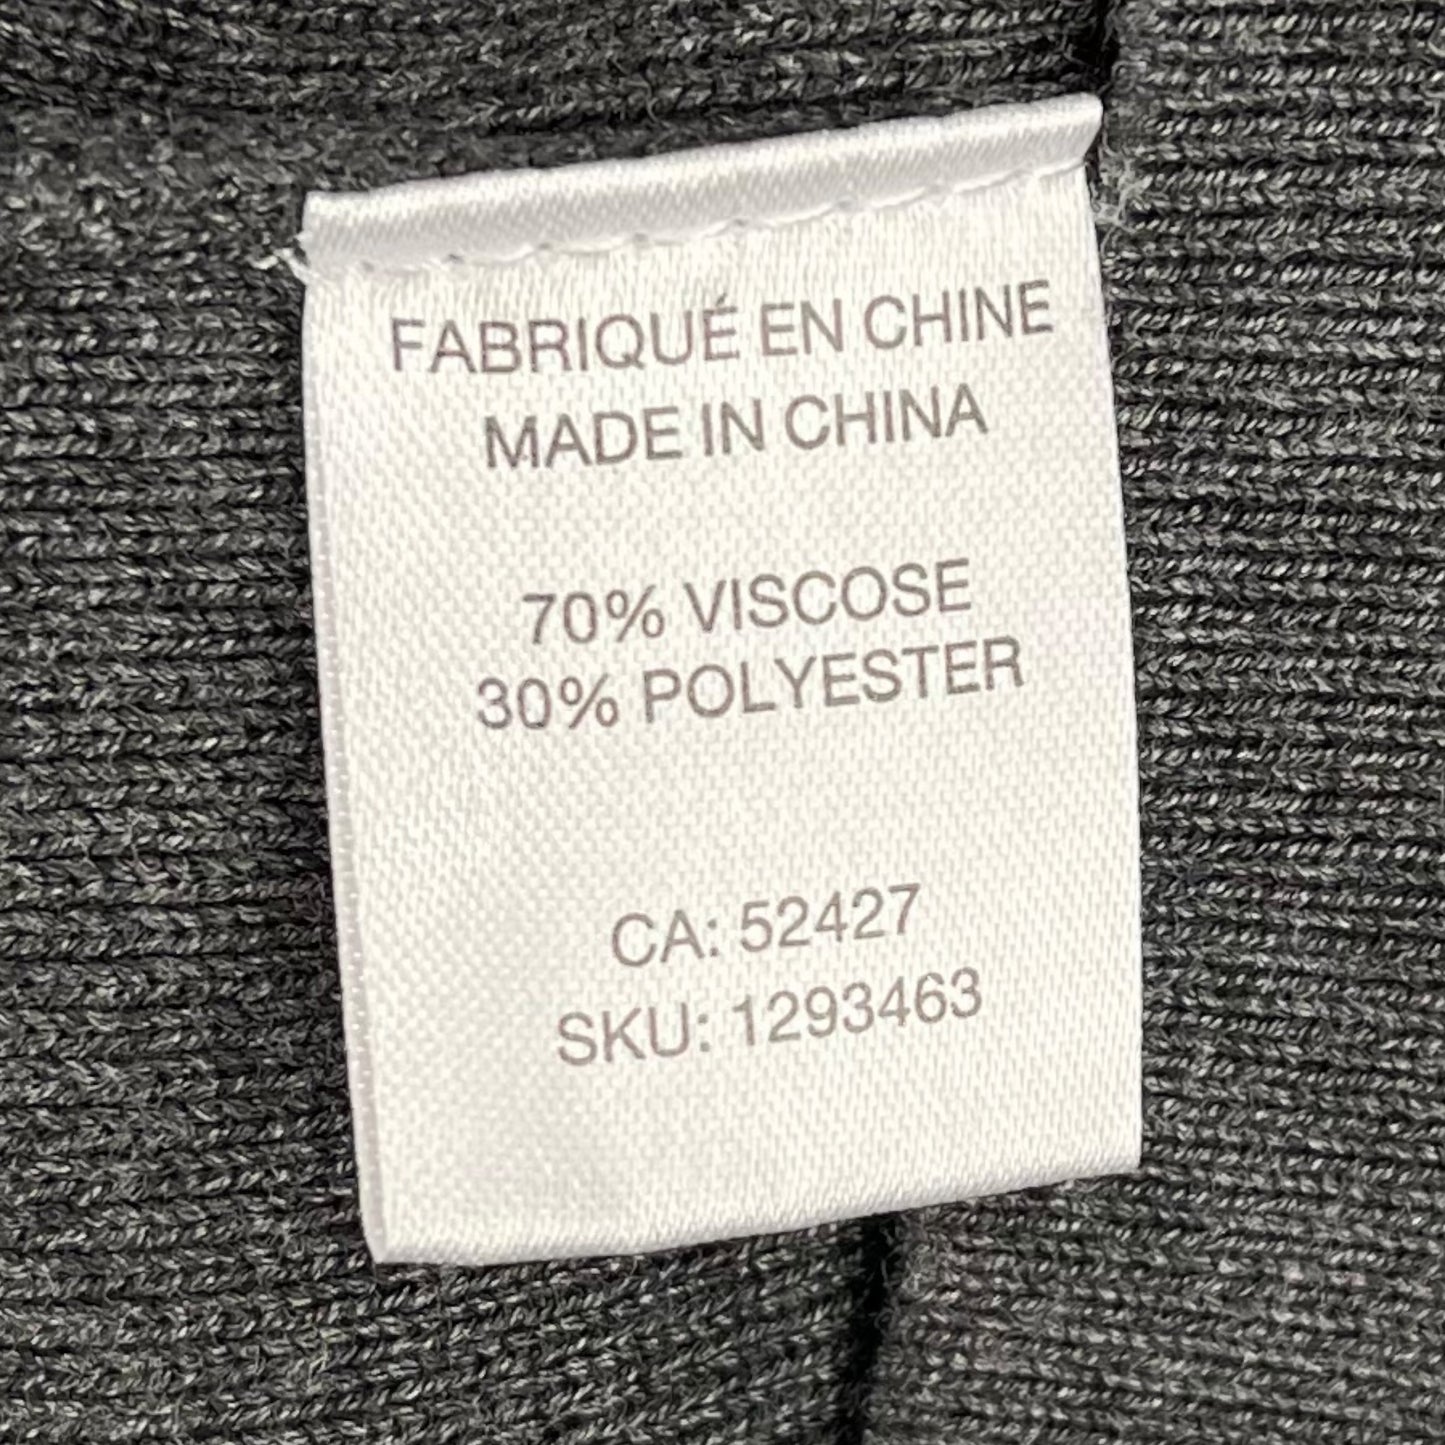 FABRIQUÉ EN CHINE
MADE IN CHINA
70% VISCOSE
30% POLYESTER
CA: 52427
SKU: 1293463